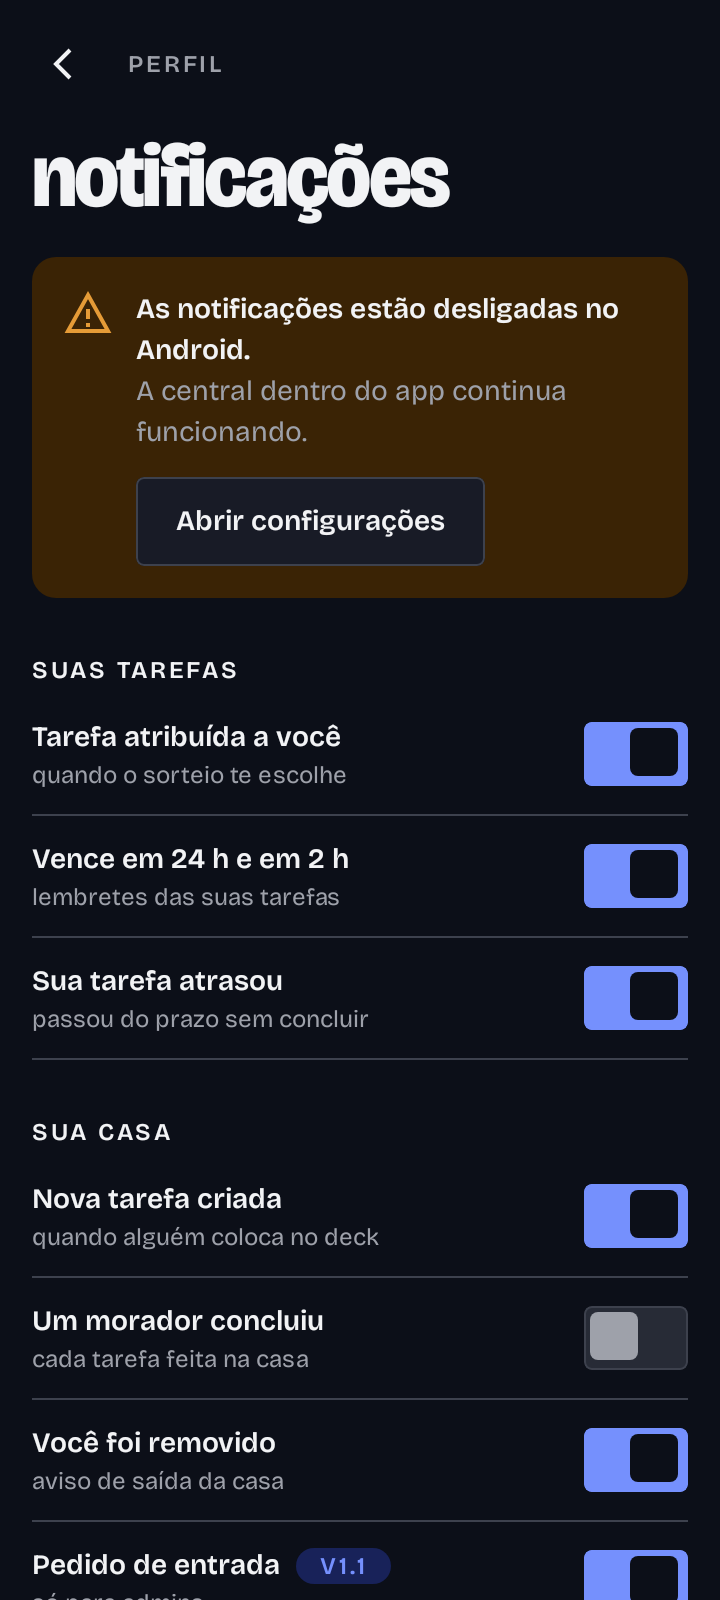 PERFIL
notificações
As notificações estão desligadas no
Android.
A central dentro do app continua
funcionando.
Abrir configurações
SUAS TAREFAS
Tarefa atribuída a você
quando o sorteio te escolhe
Vence em 24 h e em 2 h
lembretes das suas tarefas
Sua tarefa atrasou
passou do prazo sem concluir
SUA CASA
Nova tarefa criada
quando alguém coloca no deck
Um morador concluiu
cada tarefa feita na casa
Você foi removido
aviso de saída da casa
Pedido de entrada V1.1